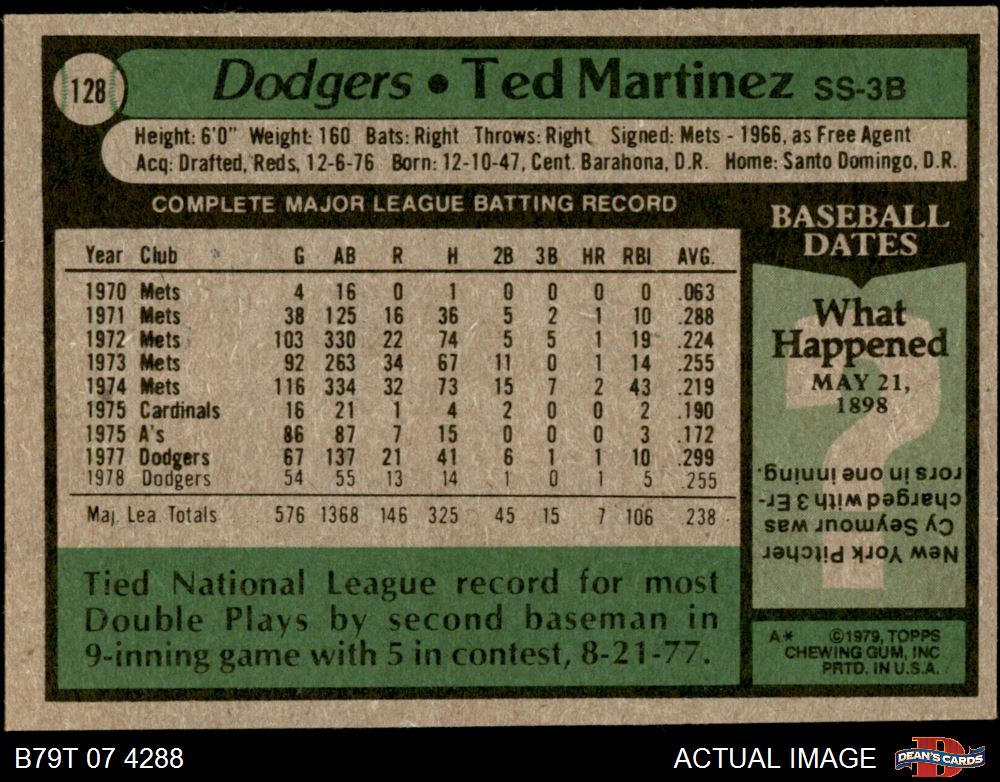 128
Dodgers • Ted Martinez SS-3B
Height: 6'0" Weight: 160 Bats: Right Throws: Right Signed: Mets - 1966, as Free Agent
Acq: Drafted, Reds, 12-6-76 Born: 12-10-47, Cent. Barahona, D.R. Home: Santo Domingo, D.R.
COMPLETE MAJOR LEAGUE BATTING RECORD
Year Club G AB R H 2B 3B HR RBI AVG.
1970 Mets 4 16 0 1 0 0 0 0 .063
1971 Mets 38 125 16 36 5 2 1 10 .288
1972 Mets 103 330 22 74 5 5 1 19 .224
1973 Mets 92 263 34 67 11 0 1 14 .255
1974 Mets 116 334 32 73 15 7 2 43 .219
1975 Cardinals 16 21 1 4 2 0 0 2 .190
1975 A's 86 87 7 15 0 0 0 3 .172
1977 Dodgers 67 137 21 41 6 1 1 10 .299
1978 Dodgers 54 55 13 14 1 0 1 5 .255
Maj. Lea. Totals 576 1368 146 325 45 15 7 106 .238
Tied National League record for most
Double Plays by second baseman in
9-inning game with 5 in contest, 8-21-77.
BASEBALL
DATES
What
Happened
MAY 21,
1898
?
New York Pitcher
Cy Seymour was
charged with 3 Er-
rors in one inning.
A* ©1979, TOPPS
CHEWING GUM, INC
PRTD. IN U.S.A.
B79T 07 4288
ACTUAL IMAGE
D
DEAN'S CARDS